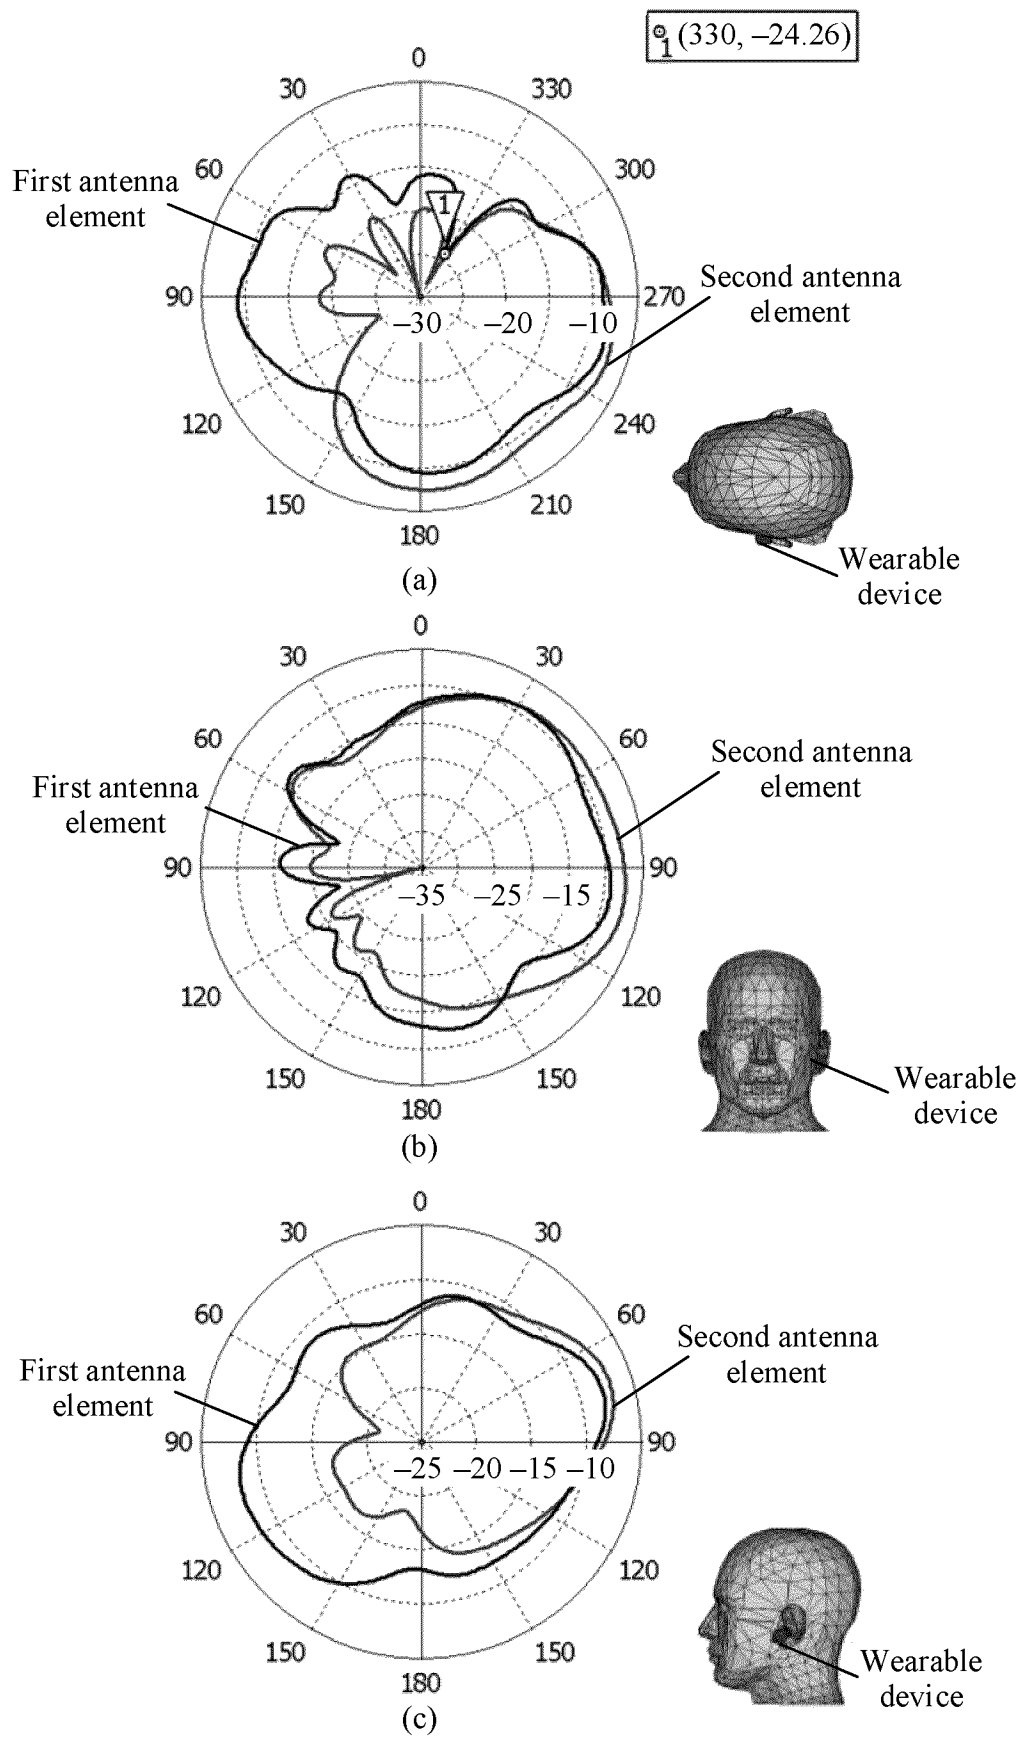 1 (330, –24.26)
0
30 330
60 300
First antenna
element
1
90 270
Second antenna
element
–30 –20 –10
120 240
150 210
180
Wearable
device
(a)
0
30 30
60 60
Second antenna
element
First antenna
element
90 90
–35 –25 –15
120 120
150 150
Wearable
device
180
(b)
0
30 30
60 60
Second antenna
element
First antenna
element
90 90
–25 –20 –15 –10
120 120
150 150
Wearable
device
180
(c)